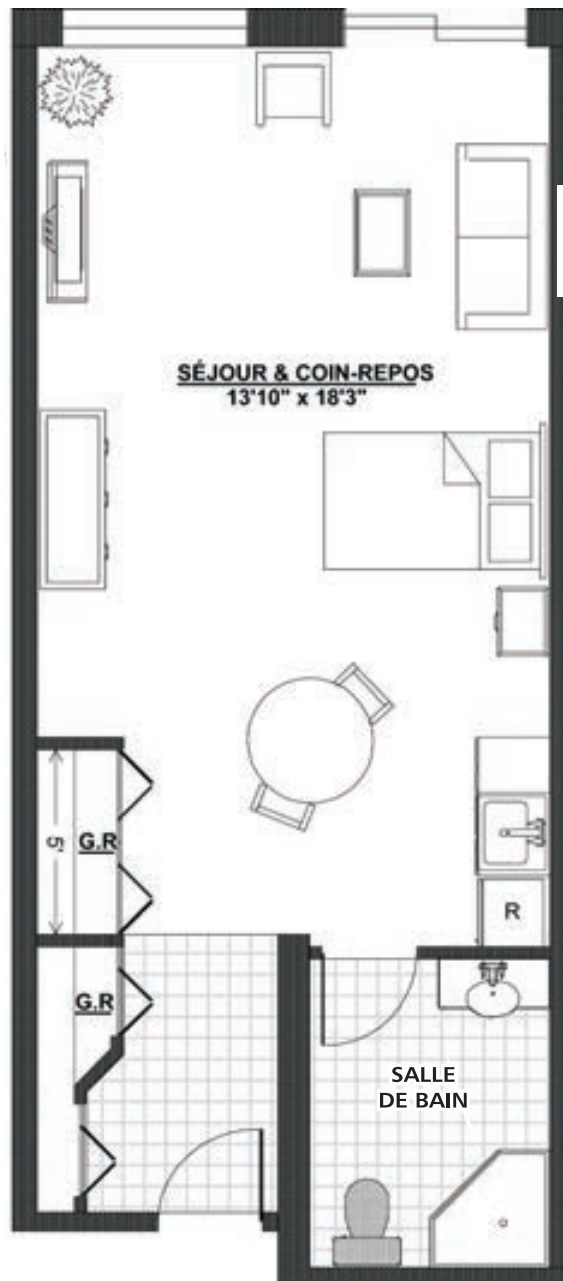 SÉJOUR & COIN-REPOS
13'10" x 18'3"
5'
G.R
R
G.R
SALLE
DE BAIN